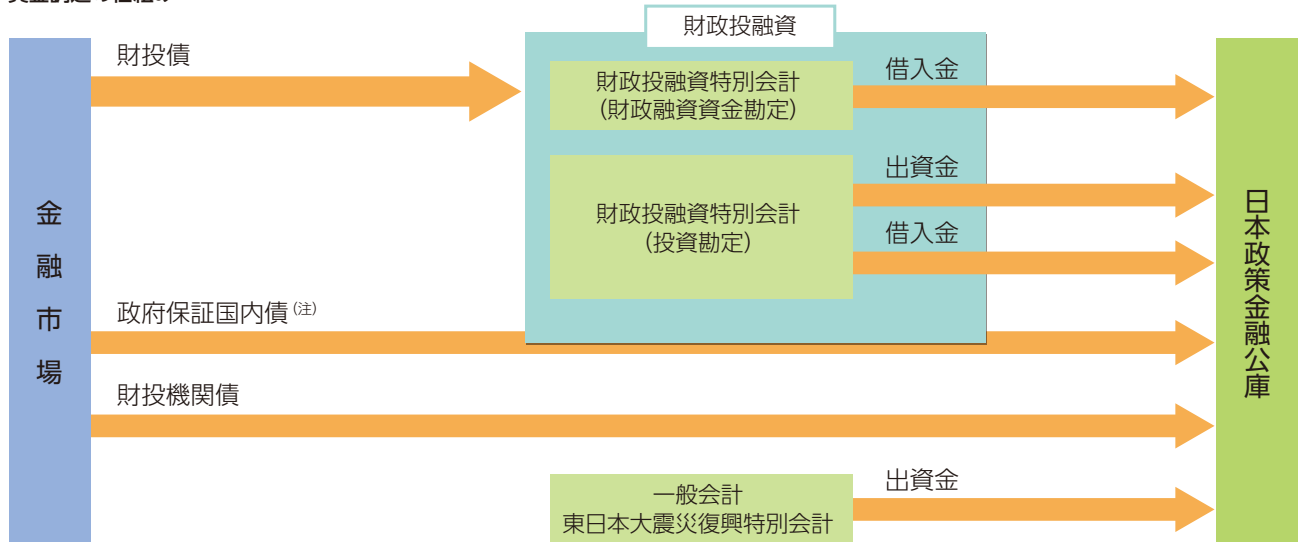 財政投融資
財投債
財政投融資特別会計
(財政融資資金勘定)
借入金
出資金
財政投融資特別会計
(投資勘定)
借入金
金融市場
政府保証国内債(注)
財投機関債
日本政策金融公庫
一般会計
東日本大震災復興特別会計
出資金